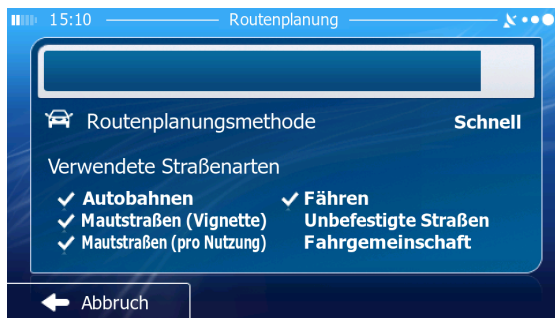 15:10 Routenplanung
Routenplanungsmethode Schnell
Verwendete Straßenarten
Autobahnen Fähren
Mautstraßen (Vignette) Unbefestigte Straßen
Mautstraßen (pro Nutzung) Fahrgemeinschaft
Abbruch